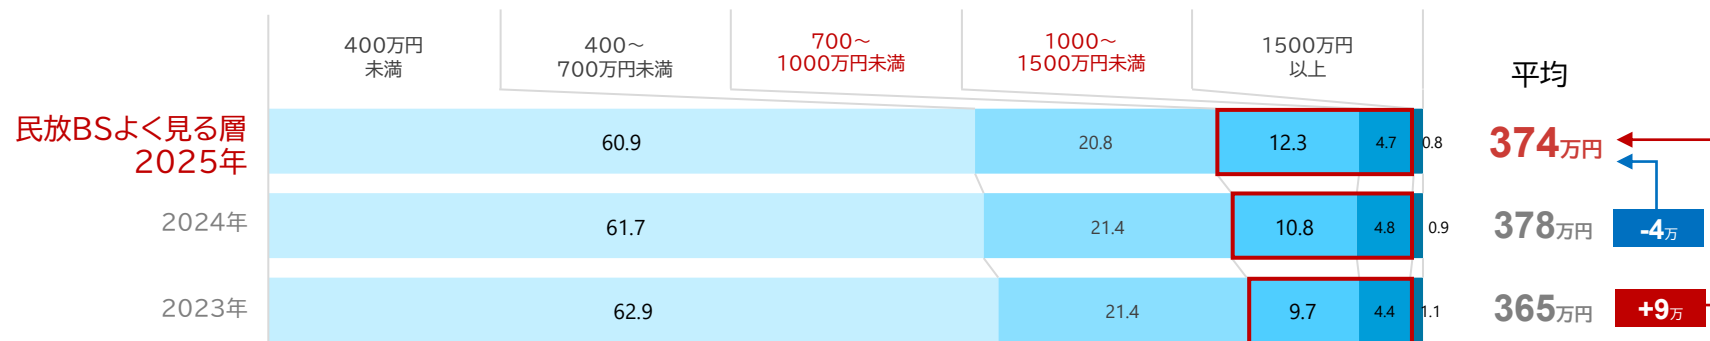 400万円
未満
400～
700万円未満
700～
1000万円未満
1000～
1500万円未満
1500万円
以上
平均
民放BSよく見る層
2025年
60.9
20.8
12.3
4.7
0.8
374万円
2024年
61.7
21.4
10.8
4.8
0.9
378万円
-4万
2023年
62.9
21.4
9.7
4.4
1.1
365万円
+9万